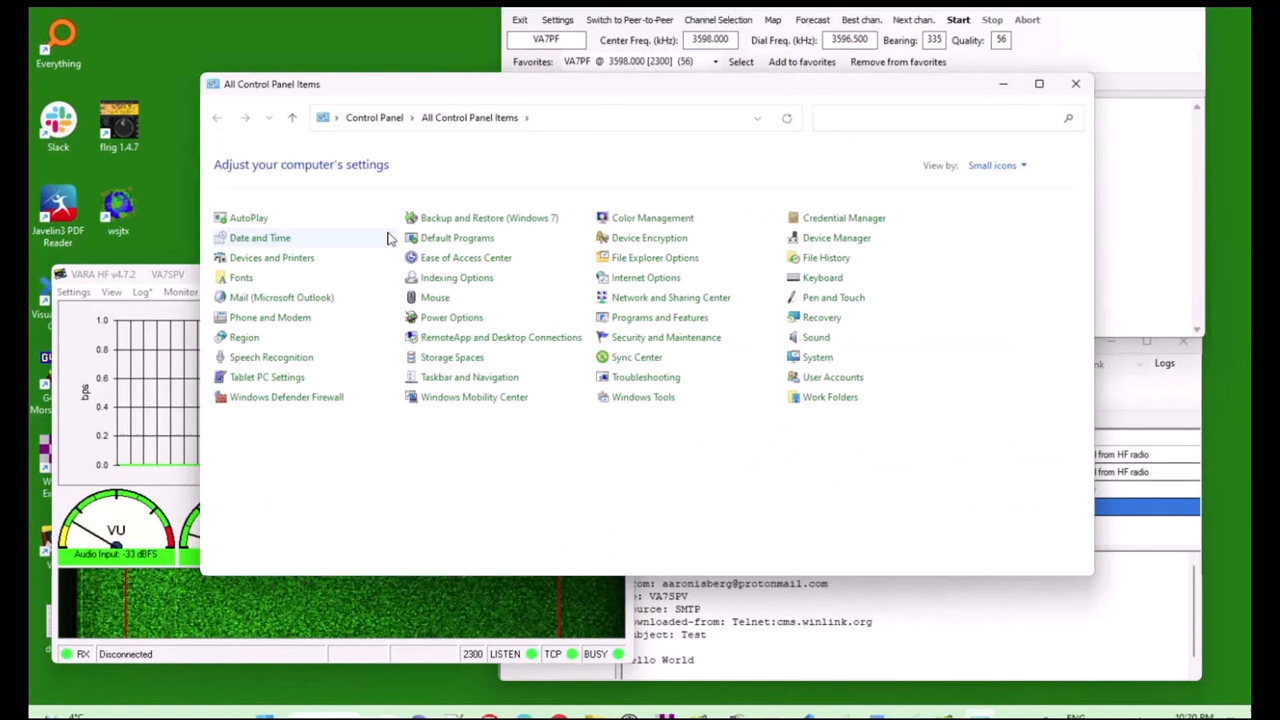 Everything
Slack
flrig 1.4.7
Javelin3 PDF
Reader
wsjtx
Exit Settings Switch to Peer-to-Peer Channel Selection Map Forecast Best chan. Next chan. Start Stop Abort
VA7PF Center Freq. (kHz): 3598.000 Dial Freq. (kHz): 3596.500 Bearing: 335 Quality: 56
Favorites: VA7PF @ 3598.000 [2300] (56) Select Add to favorites Remove from favorites
All Control Panel Items
Control Panel > All Control Panel Items >
Adjust your computer's settings
View by: Small icons
AutoPlay Backup and Restore (Windows 7) Color Management Credential Manager
Date and Time Default Programs Device Encryption Device Manager
Devices and Printers Ease of Access Center File Explorer Options File History
Fonts Indexing Options Internet Options Keyboard
Mail (Microsoft Outlook) Mouse Network and Sharing Center Pen and Touch
Phone and Modem Power Options Programs and Features Recovery
Region RemoteApp and Desktop Connections Security and Maintenance Sound
Speech Recognition Storage Spaces Sync Center System
Tablet PC Settings Taskbar and Navigation Troubleshooting User Accounts
Windows Defender Firewall Windows Mobility Center Windows Tools Work Folders
VARA HF v4.7.2 VA7SPV
Settings View Log* Monitor
1.0
0.8
0.6
0.4
0.2
0.0
bps
VU
Audio Input: -33 dBFS
RX Disconnected 2300 LISTEN TCP BUSY
Logs
from HF radio
from HF radio
aaronisberg@protonmail.com
VA7SPV
SMTP
Telnet:cms.winlink.org
Test
World
-4°C
ENG
10:20 PM